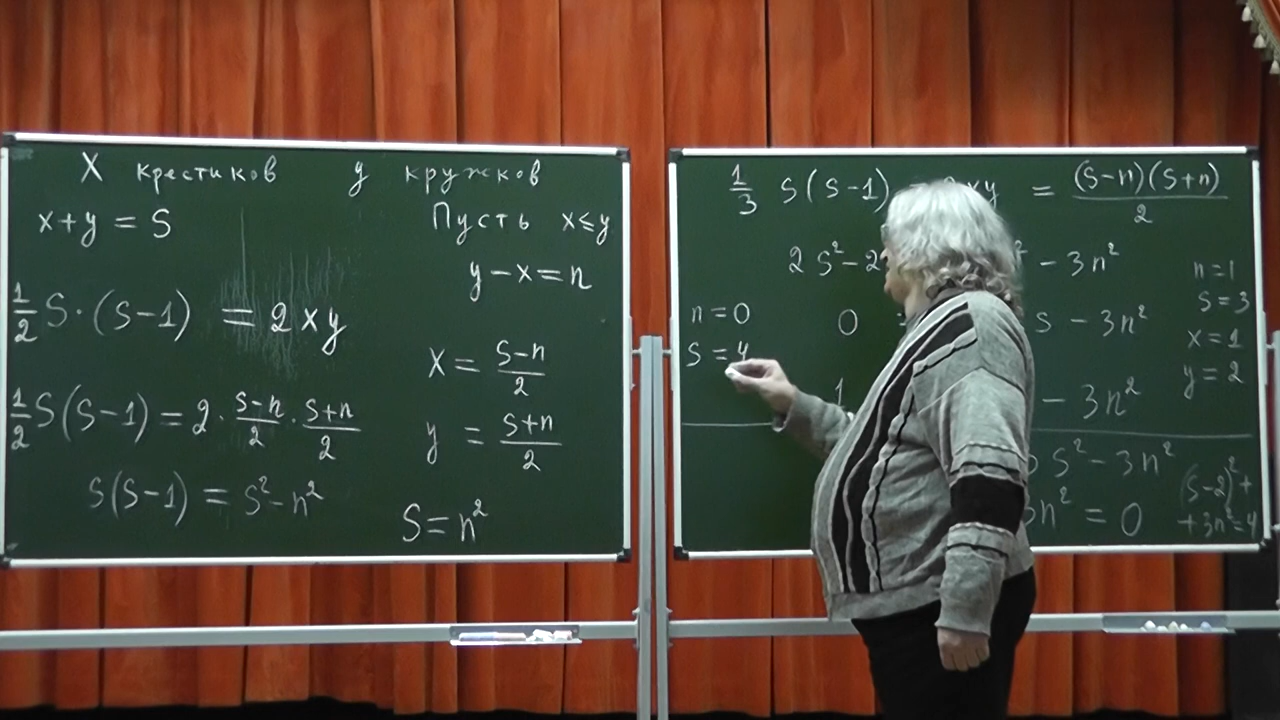 X крестиков y кружков
x+y = S
Пусть x≤y
y−x=n
1/2 S·(S−1) = 2xy
x = (S−n)/2
1/2 S(S−1) = 2·(S−n)/2·(S+n)/2
y = (S+n)/2
S(S−1) = S²−n²
S=n²
1/3 S(S−1) xy = (S−n)(S+n)/2
2S²−2 − 3n²
n=0
S=4
0 S − 3n²
n=1
S=3
x=1
y=2
1 − 3n²
S²−3n²
3n² = 0
(S−2)²+
+3n²=4